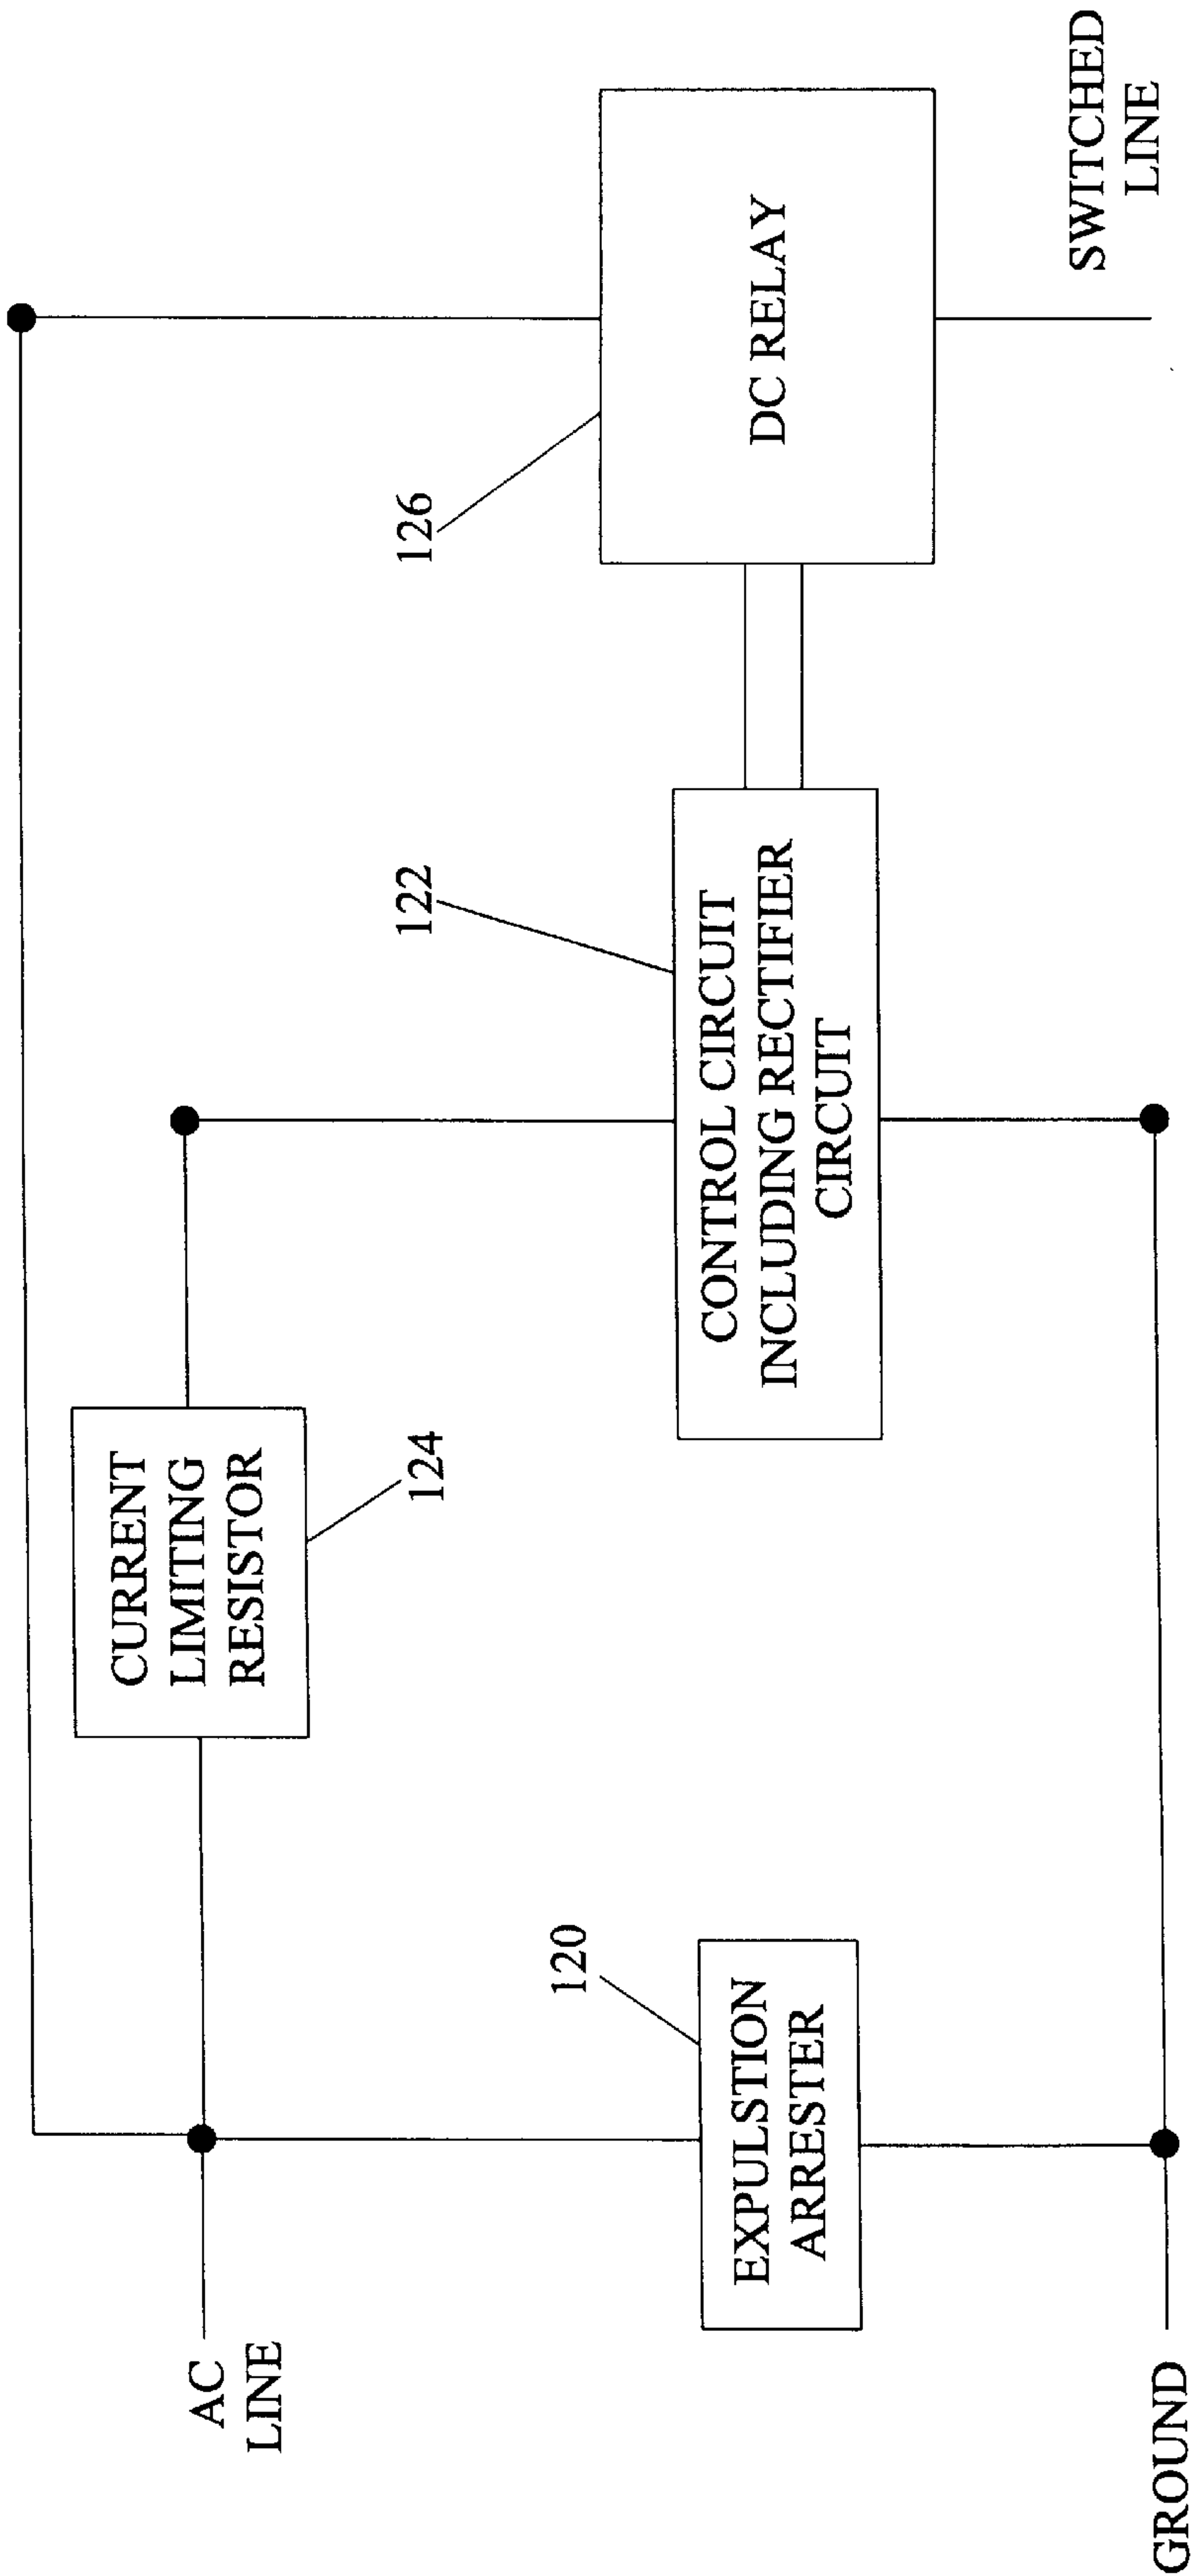 AC
LINE
CURRENT
LIMITING
RESISTOR
124
120
EXPULSTION
ARRESTER
122
CONTROL CIRCUIT
INCLUDING RECTIFIER
CIRCUIT
126
DC RELAY
SWITCHED
LINE
GROUND